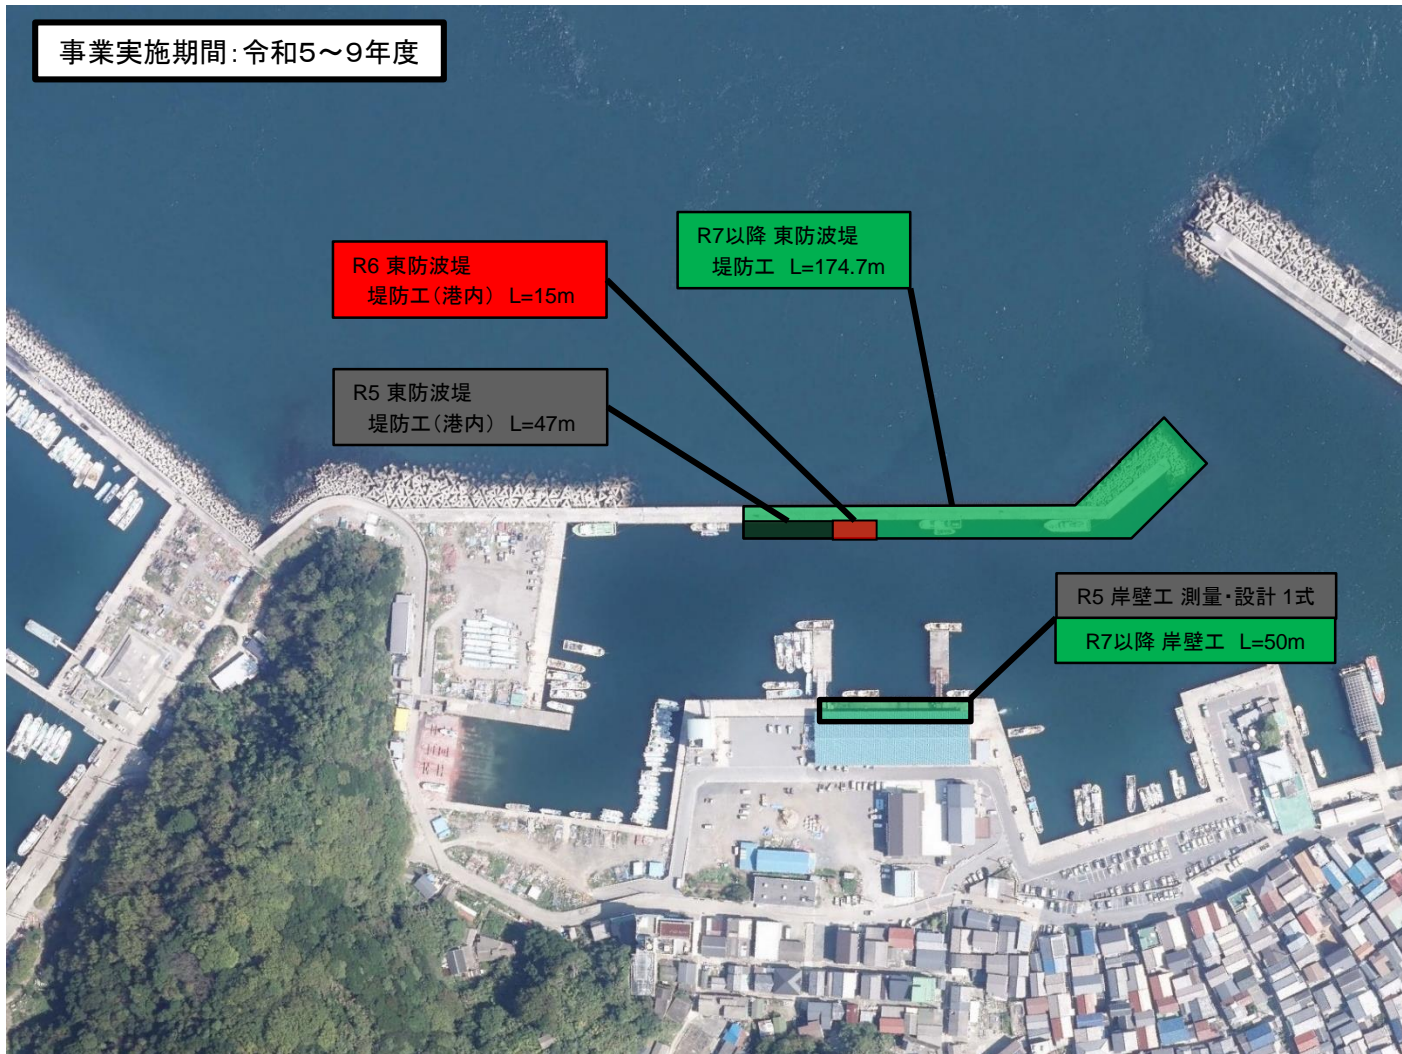 事業実施期間：令和５～９年度
R7以降 東防波堤
堤防工　L=174.7m
R6 東防波堤
堤防工（港内）　L=15m
R5 東防波堤
堤防工（港内）　L=47m
R5 岸壁工 測量・設計 1式
R7以降 岸壁工　L=50m